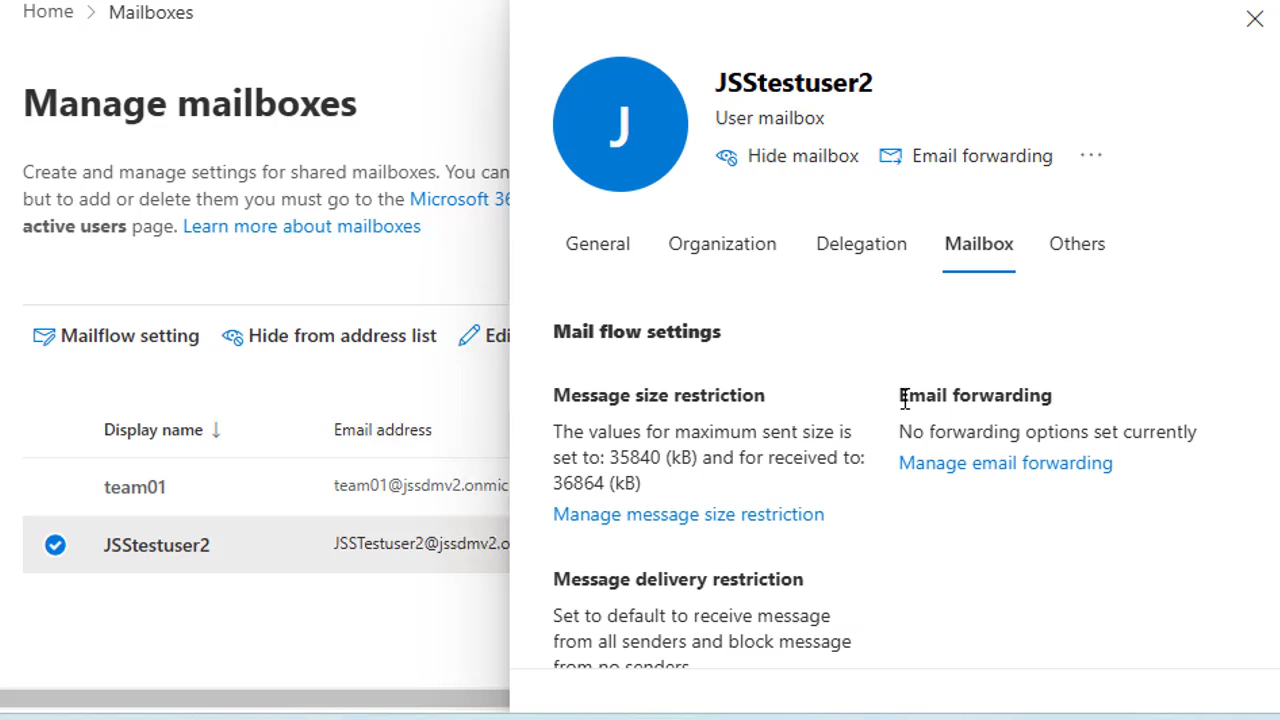 Home > Mailboxes
Manage mailboxes
Create and manage settings for shared mailboxes. You can
but to add or delete them you must go to the Microsoft 36
active users page. Learn more about mailboxes
Mailflow setting Hide from address list Edi
Display name ↓ Email address
team01 team01@jssdmv2.onmic
JSStestuser2 JSSTestuser2@jssdmv2.o
J
JSStestuser2
User mailbox
Hide mailbox Email forwarding ...
General Organization Delegation Mailbox Others
Mail flow settings
Message size restriction
The values for maximum sent size is
set to: 35840 (kB) and for received to:
36864 (kB)
Manage message size restriction
Email forwarding
No forwarding options set currently
Manage email forwarding
Message delivery restriction
Set to default to receive message
from all senders and block message
from no senders